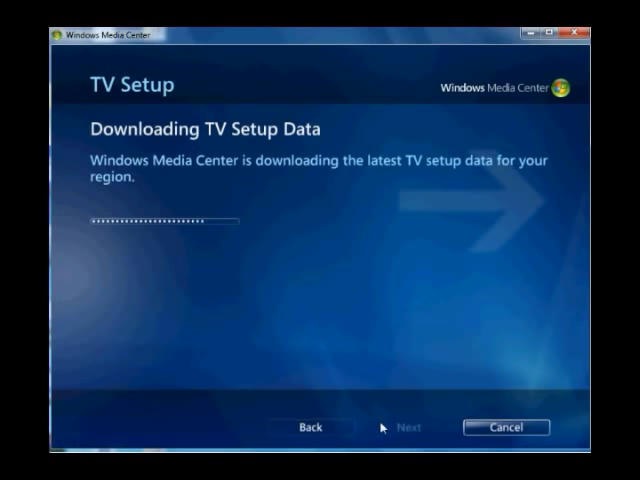 Windows Media Center
TV Setup
Windows Media Center
Downloading TV Setup Data
Windows Media Center is downloading the latest TV setup data for your
region.
Back
Next
Cancel